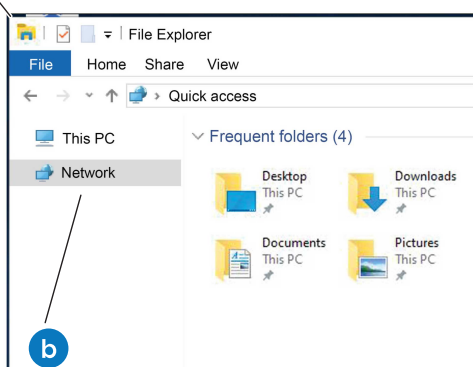 File Explorer
File Home Share View
Quick access
This PC
Network
Frequent folders (4)
Desktop
This PC
Downloads
This PC
Documents
This PC
Pictures
This PC
b